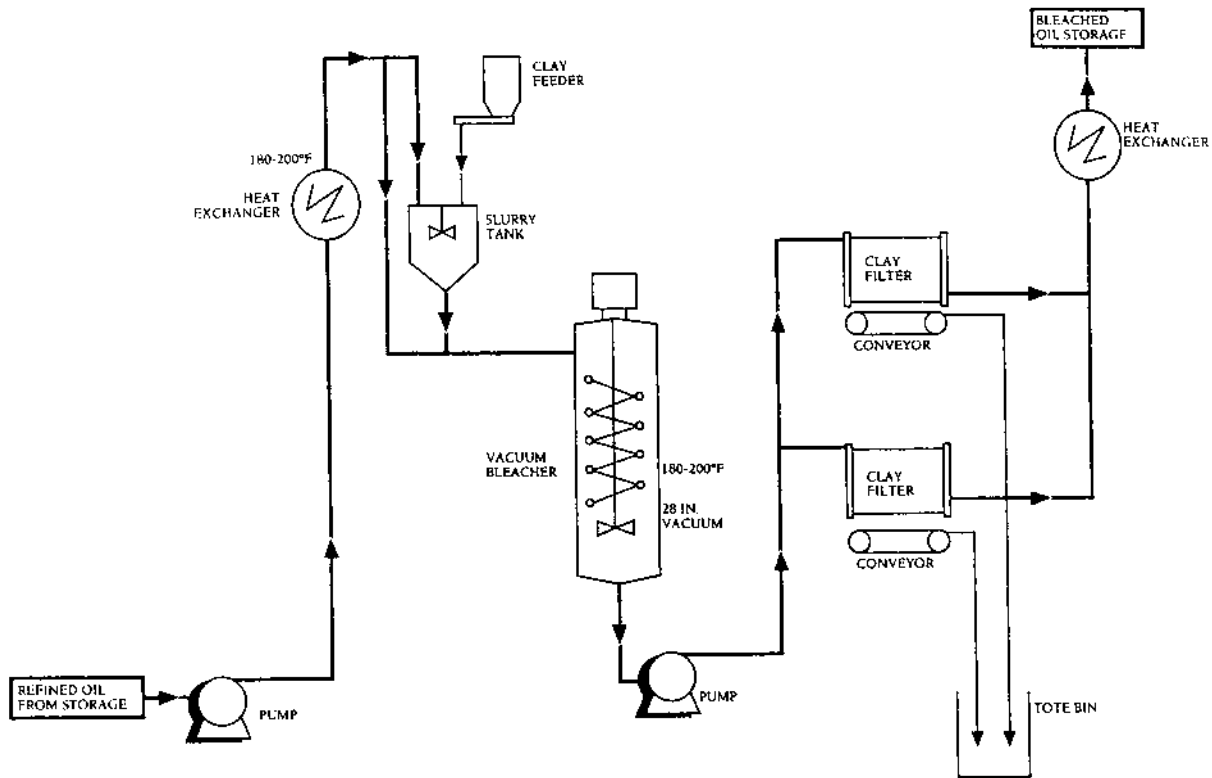 BLEACHED
OIL STORAGE
CLAY
FEEDER
HEAT
EXCHANGER
180-200°F
HEAT
EXCHANGER
SLURRY
TANK
CLAY
FILTER
CONVEYOR
VACUUM
BLEACHER
180-200°F
28 IN.
VACUUM
CLAY
FILTER
CONVEYOR
REFINED OIL
FROM STORAGE
PUMP
PUMP
TOTE BIN